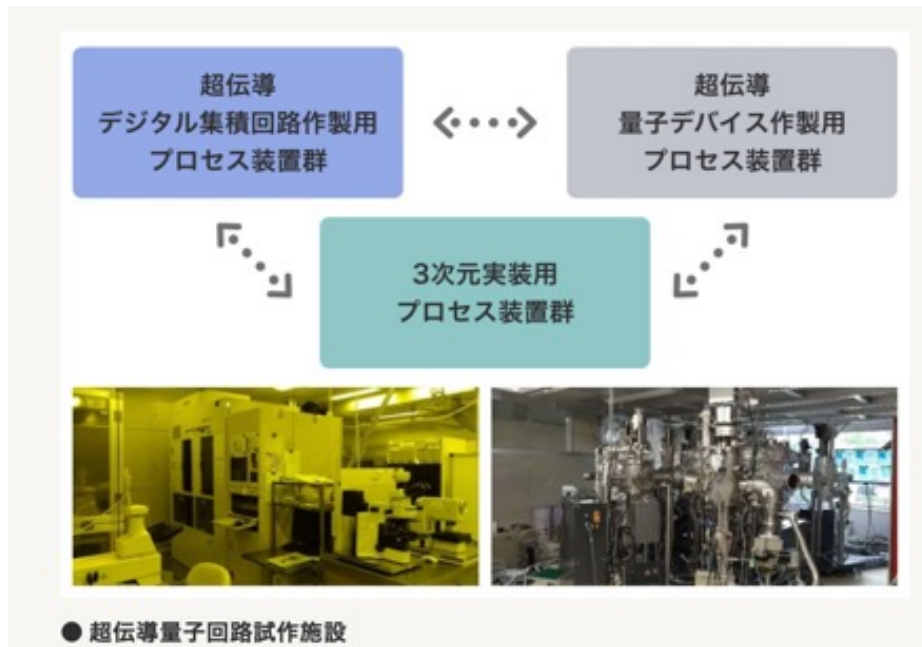 超伝導
デジタル集積回路作製用
プロセス装置群
超伝導
量子デバイス作製用
プロセス装置群
3次元実装用
プロセス装置群
● 超伝導量子回路試作施設